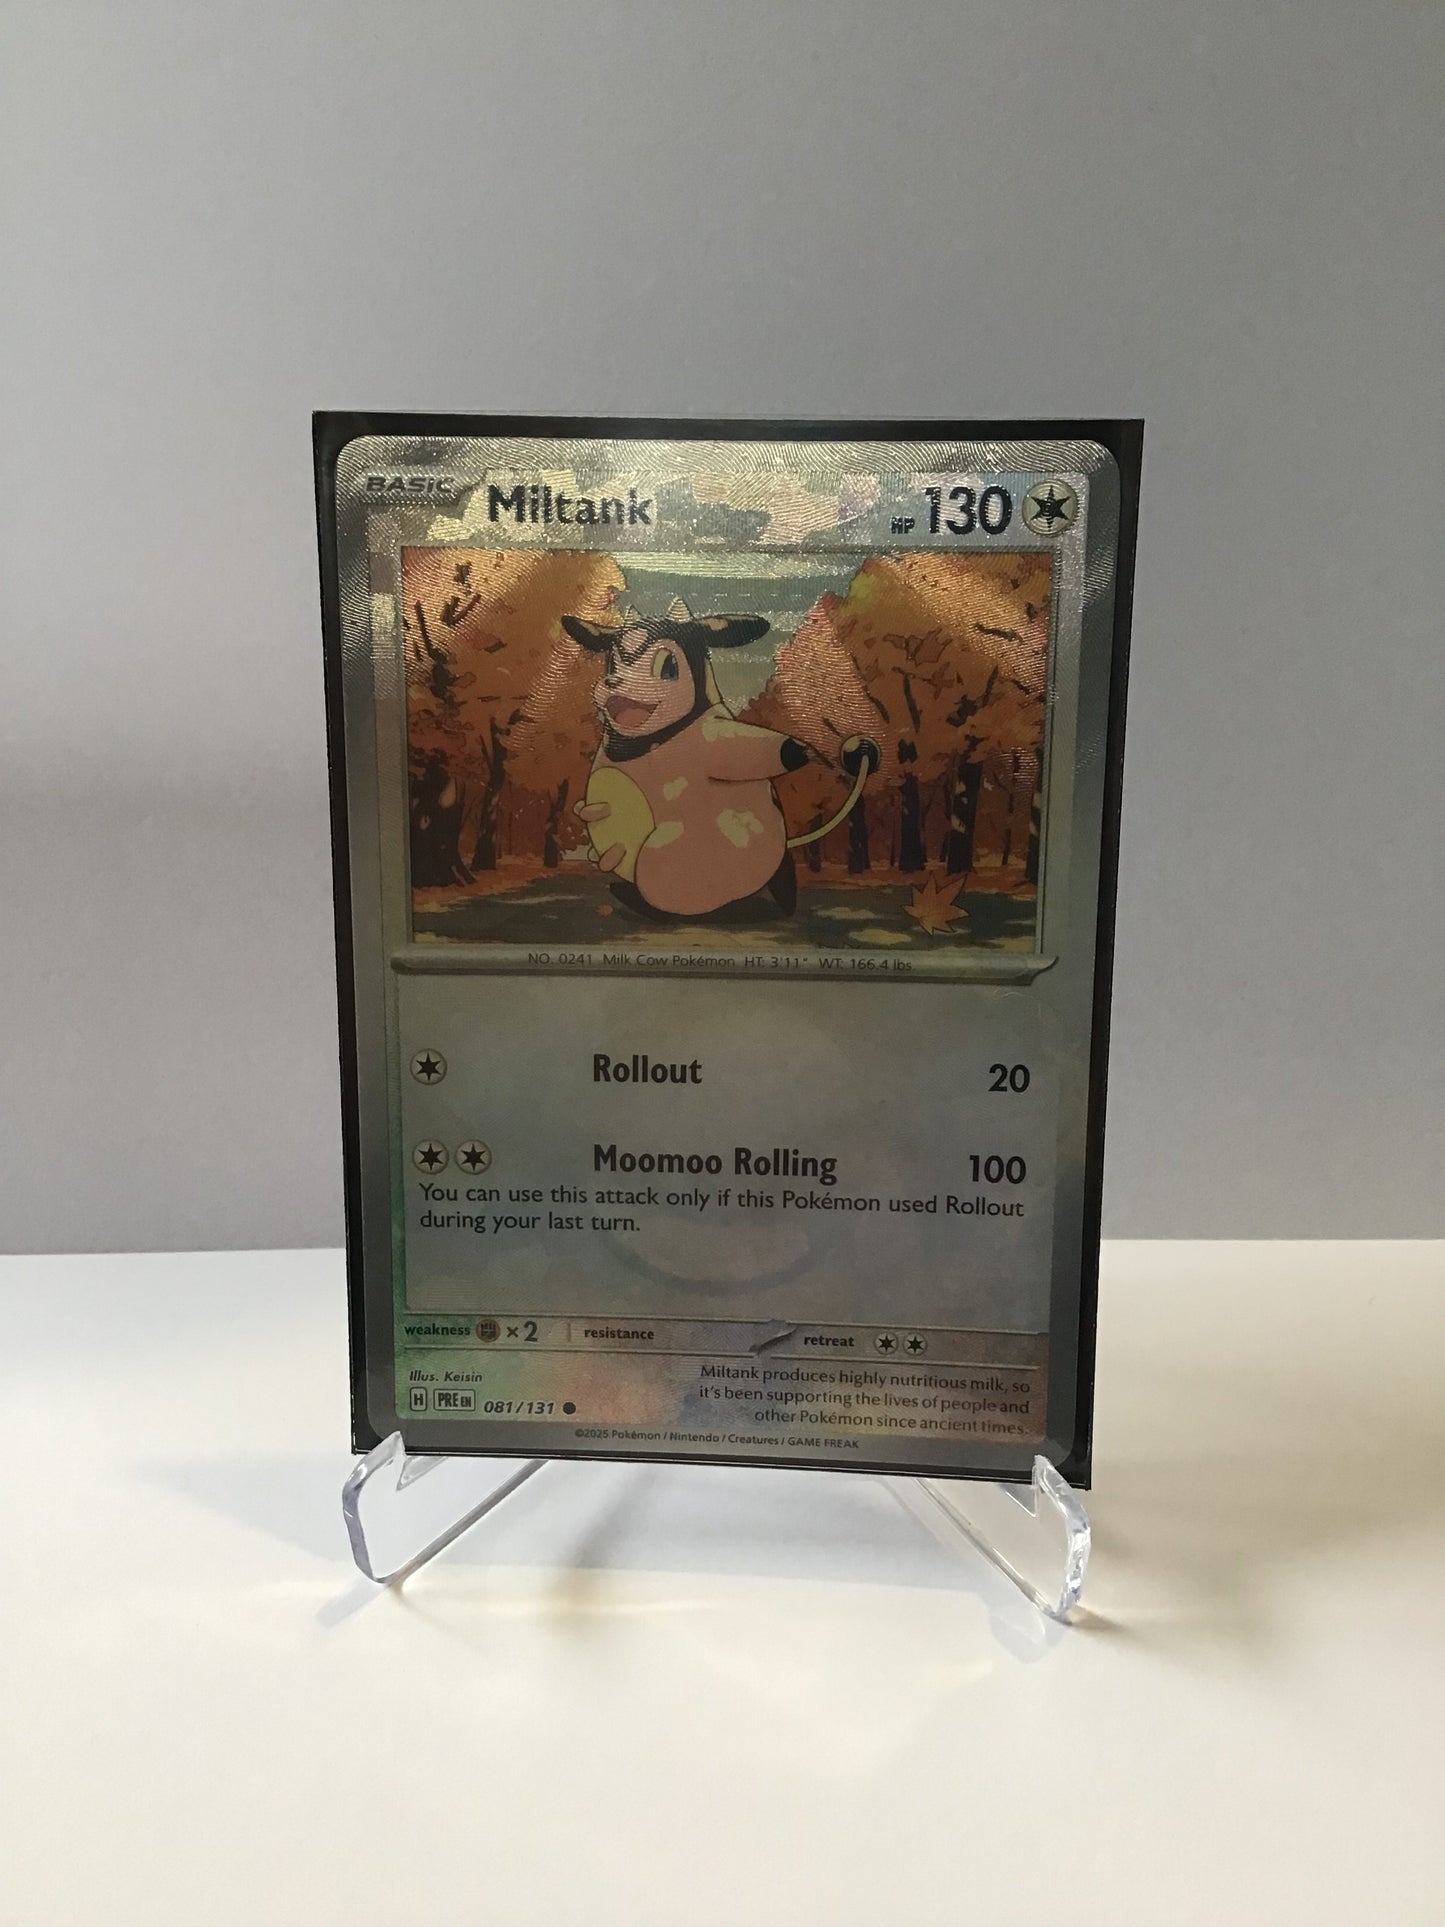 BASIC Miltank HP 130
NO. 0241 Milk Cow Pokémon HT: 3'11" WT: 166.4 lbs.
Rollout 20
Moomoo Rolling 100
You can use this attack only if this Pokémon used Rollout
during your last turn.
weakness ×2 resistance retreat
Illus. Keisin
H PRE EN 081/131
Miltank produces highly nutritious milk, so
it's been supporting the lives of people and
other Pokémon since ancient times.
©2025 Pokémon / Nintendo / Creatures / GAME FREAK